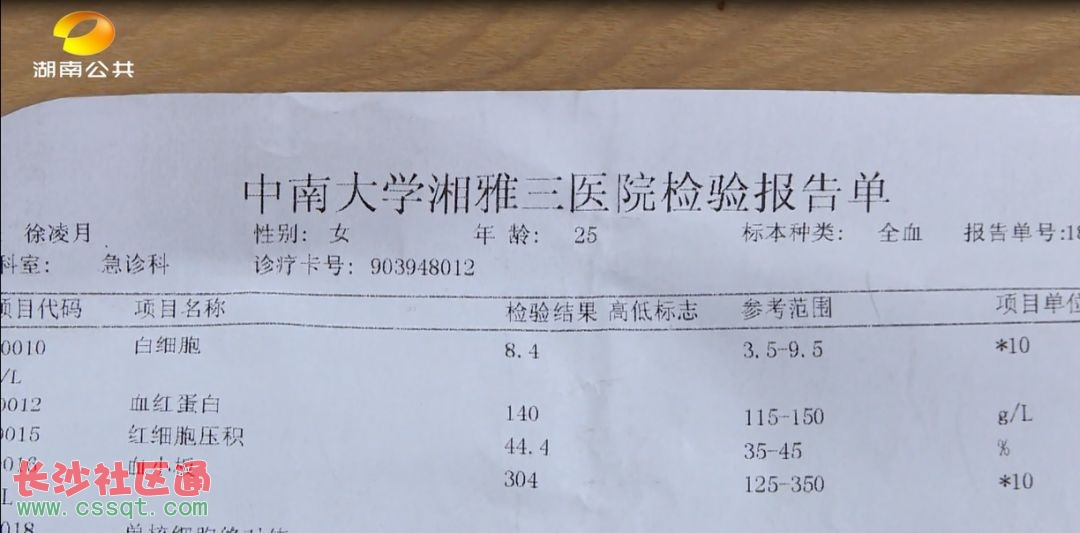 湖南公共
中南大学湘雅三医院检验报告单
徐凌月 性别: 女 年 龄: 25 标本种类: 全血 报告单号:18
科室: 急诊科 诊疗卡号: 903948012
项目代码 项目名称 检验结果 高低标志 参考范围 项目单位
0010 白细胞 8.4 3.5-9.5 *10
/L
0012 血红蛋白 140 115-150 g/L
0015 红细胞压积 44.4 35-45 %
血小板 304 125-350 *10
L
长沙社区通
www.cssqt.com
0018